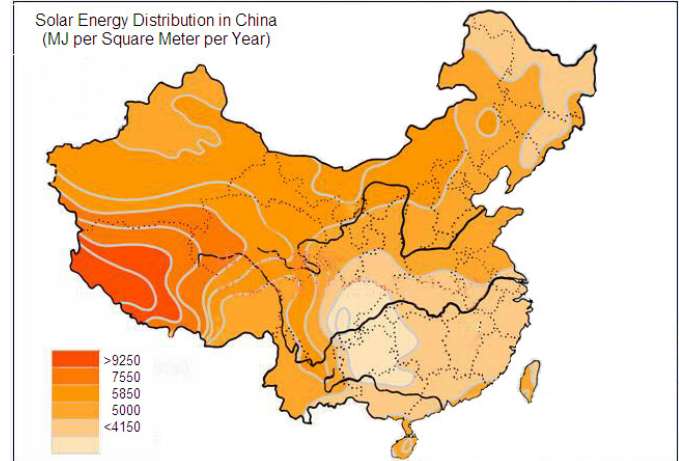 Solar Energy Distribution in China
(MJ per Square Meter per Year)
>9250
7550
5850
5000
<4150